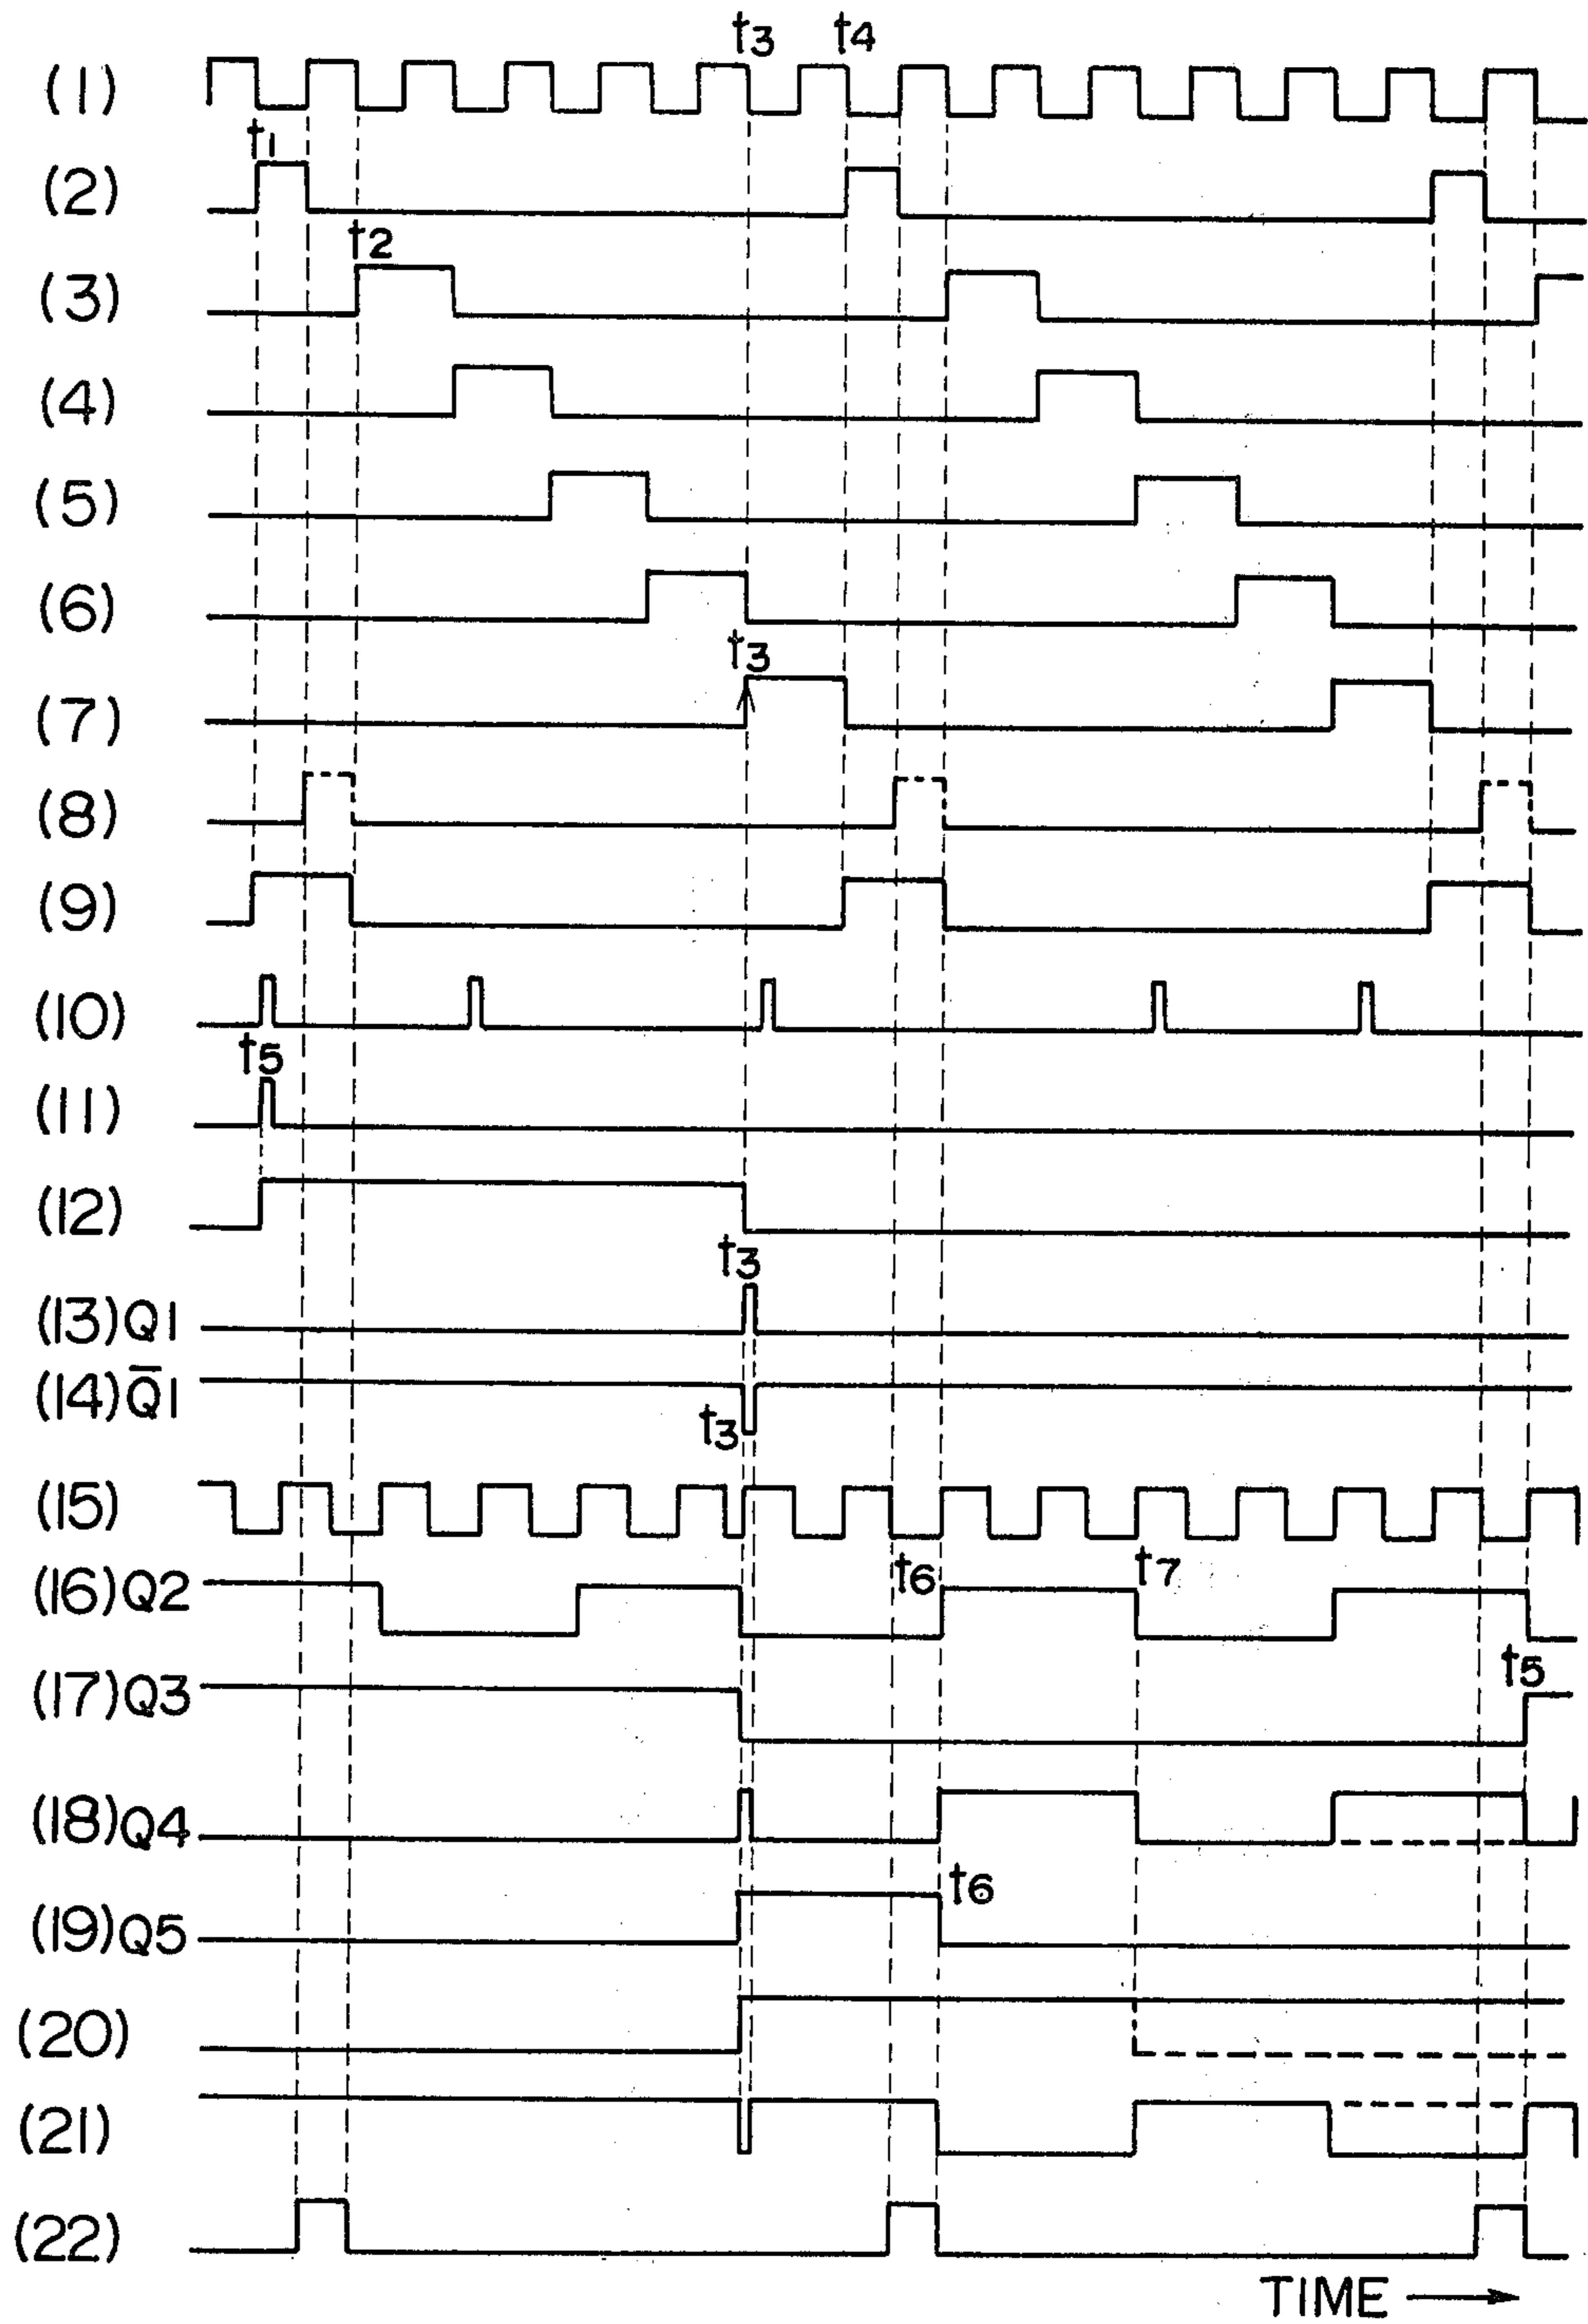 t3 t4
(1)
t1
(2)
t2
(3)
(4)
(5)
(6)
t3
(7)
(8)
(9)
(10)
t5
(11)
(12)
t3
(13)Q1
(14)Q̅1
t3
(15)
t6 t7
(16)Q2
t5
(17)Q3
(18)Q4
t6
(19)Q5
(20)
(21)
(22)
TIME